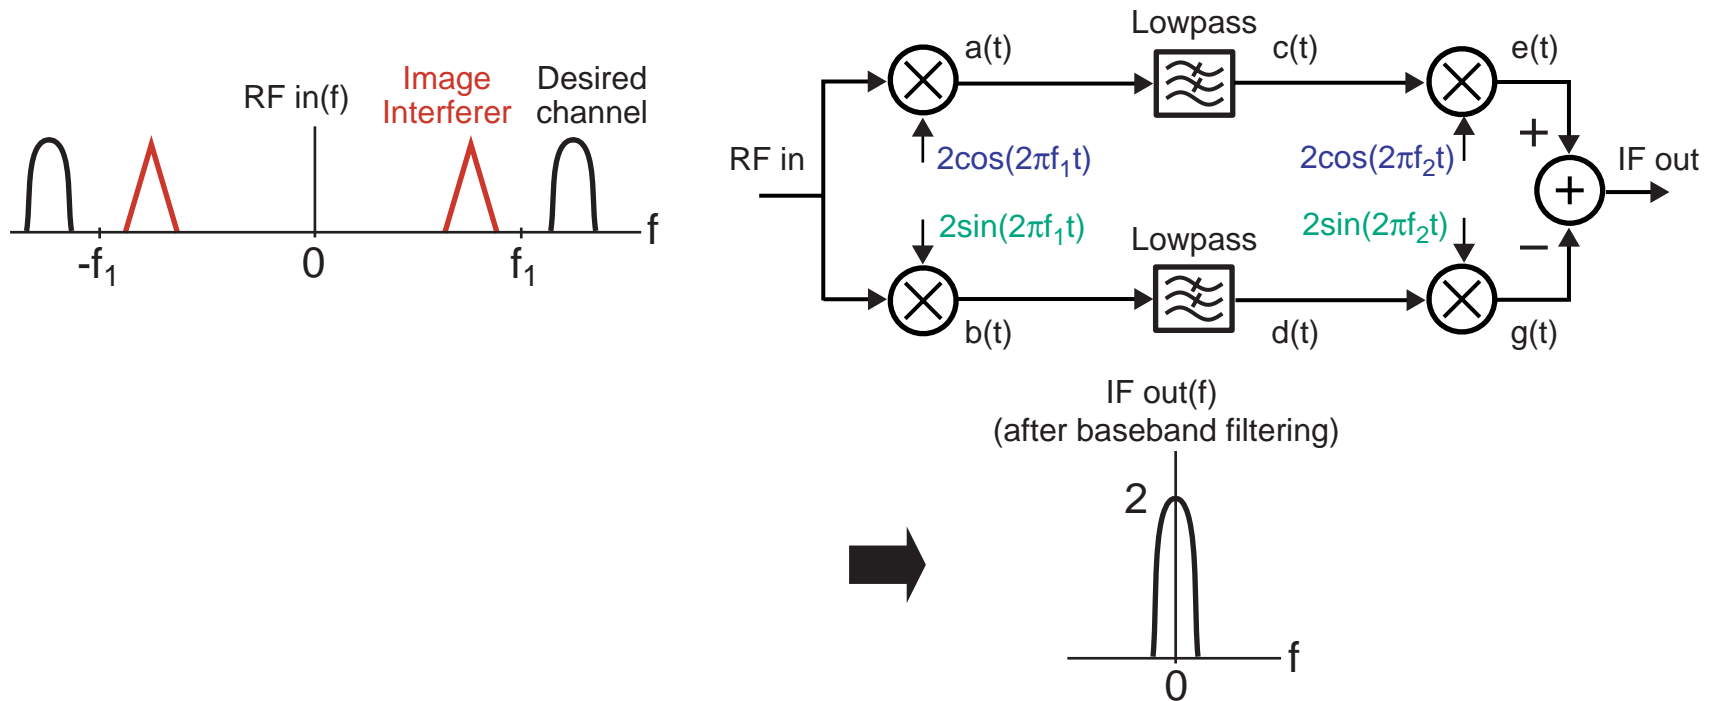 RF in(f)
Image
Interferer
Desired
channel
-f₁
0
f₁
f
RF in
a(t)
Lowpass
c(t)
e(t)
2cos(2πf₁t)
2cos(2πf₂t)
+
+
IF out
2sin(2πf₁t)
Lowpass
2sin(2πf₂t)
−
b(t)
d(t)
g(t)
IF out(f)
(after baseband filtering)
2
0
f